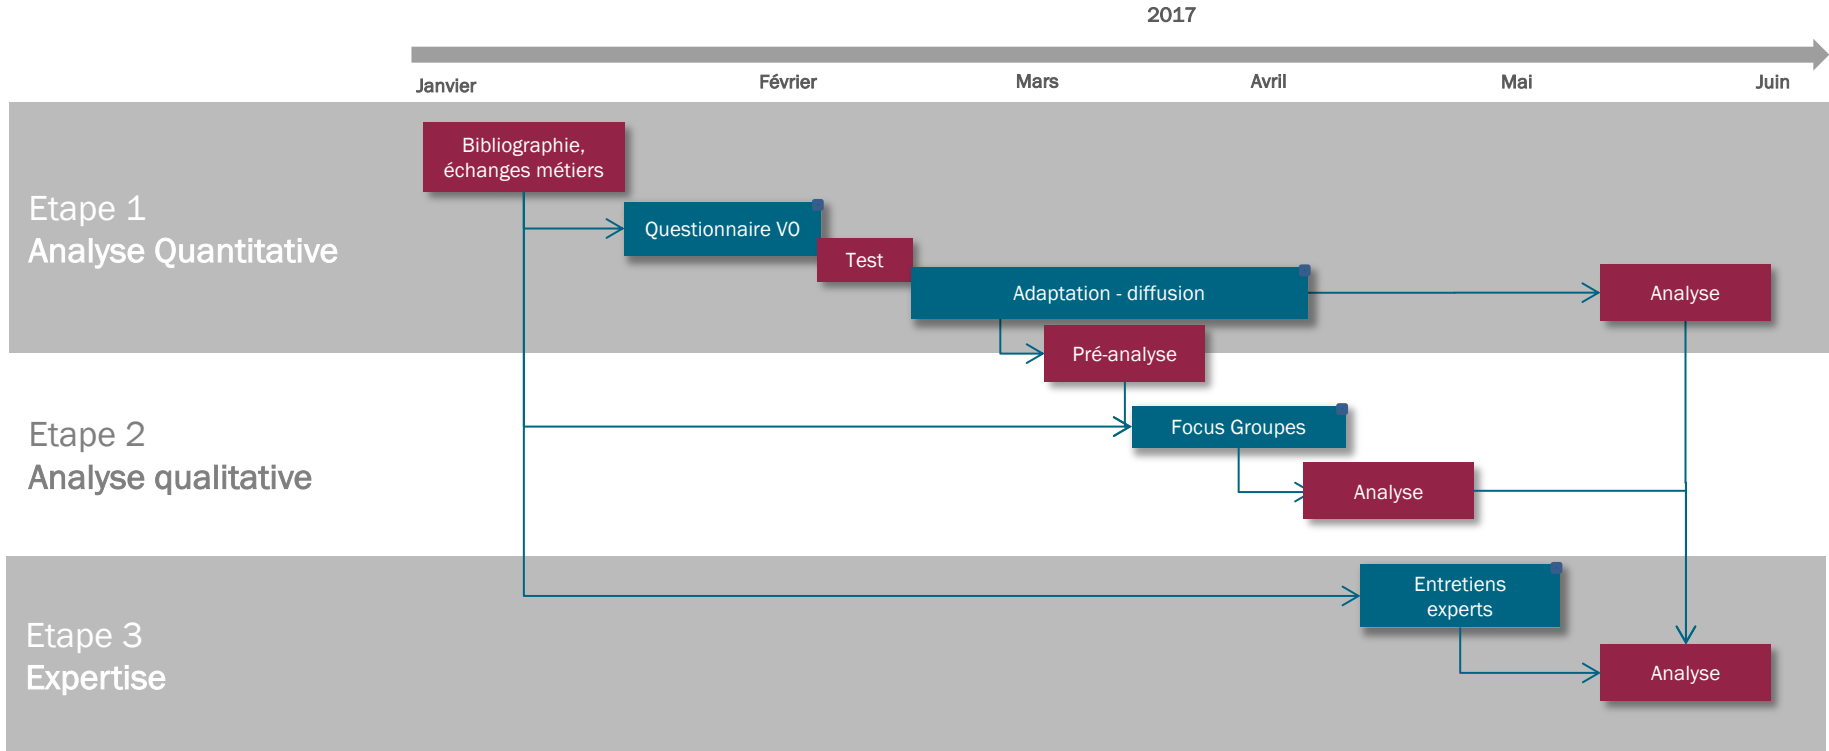 2017
Janvier
Février
Mars
Avril
Mai
Juin
Etape 1
Analyse Quantitative
Bibliographie,
échanges métiers
Questionnaire V0
Test
Adaptation - diffusion
Analyse
Pré-analyse
Etape 2
Analyse qualitative
Focus Groupes
Analyse
Etape 3
Expertise
Entretiens
experts
Analyse